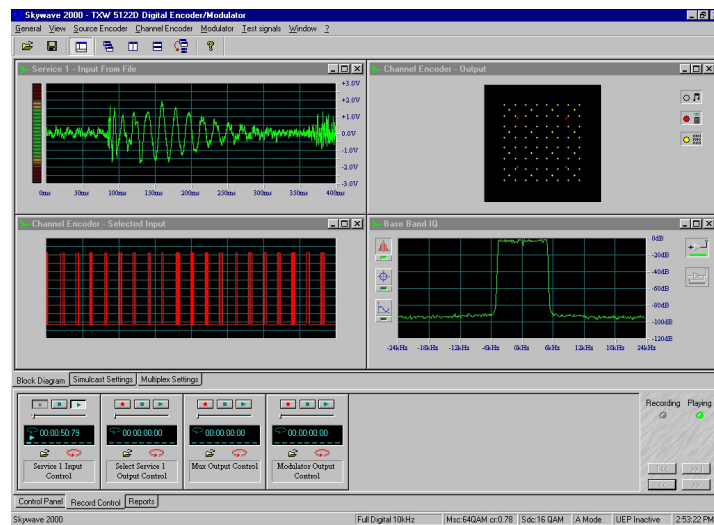 Skywave 2000 - TXW 5122D Digital Encoder/Modulator
General View Source Encoder Channel Encoder Modulator Test signals Window ?
Service 1 - Input From File
+3.0V
+2.0V
+1.0V
0.0V
-1.0V
-2.0V
-3.0V
0ms 50ms 100ms 150ms 200ms 250ms 300ms 350ms 400ms
Channel Encoder - Output
Channel Encoder - Selected Input
Base Band IQ
0dB
-20dB
-40dB
-60dB
-80dB
-100dB
-120dB
-24kHz -18kHz -12kHz -6kHz 0kHz 6kHz 12kHz 18kHz 24kHz
Block Diagram Simulcast Settings Multiplex Settings
00:00:50:79
Service 1 Input Control
00:00:00:00
Select Service 1 Output Control
00:00:00:00
Mux Output Control
00:00:00:00
Modulator Output Control
Recording Playing
|<< >>|
<< >>
Control Panel Record Control Reports
Skywave 2000 Full Digital 10kHz Msc:64QAM cr:0.78 Sdc:16 QAM A Mode UEP Inactive 2:53:22 PM